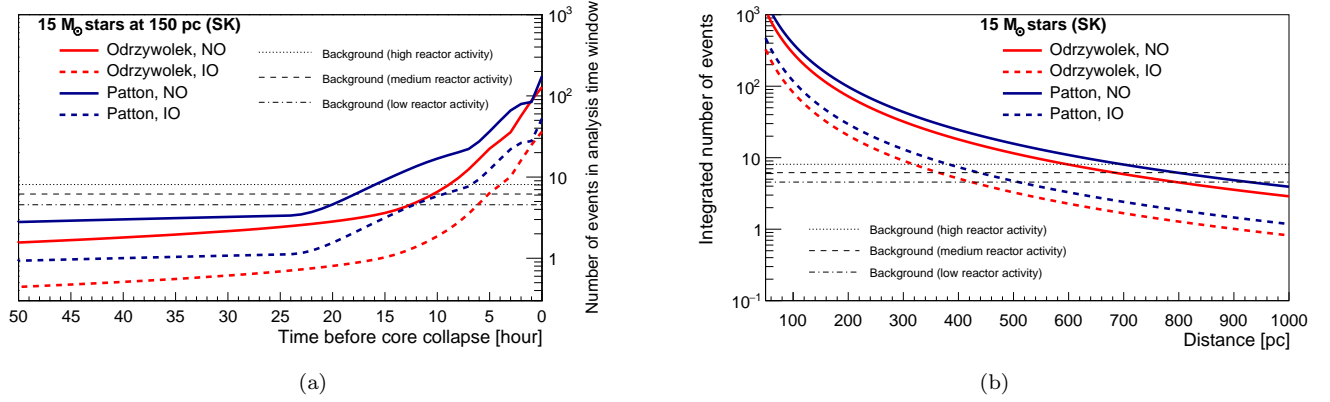 15 M⊙ stars at 150 pc (SK)
Odrzywolek, NO
Odrzywolek, IO
Patton, NO
Patton, IO
Background (high reactor activity)
Background (medium reactor activity)
Background (low reactor activity)
10³
10²
10
1
Number of events in analysis time window
50 45 40 35 30 25 20 15 10 5 0
Time before core collapse [hour]
(a)
15 M⊙ stars (SK)
Odrzywolek, NO
Odrzywolek, IO
Patton, NO
Patton, IO
Background (high reactor activity)
Background (medium reactor activity)
Background (low reactor activity)
Integrated number of events
10³
10²
10
1
10⁻¹
100 200 300 400 500 600 700 800 900 1000
Distance [pc]
(b)